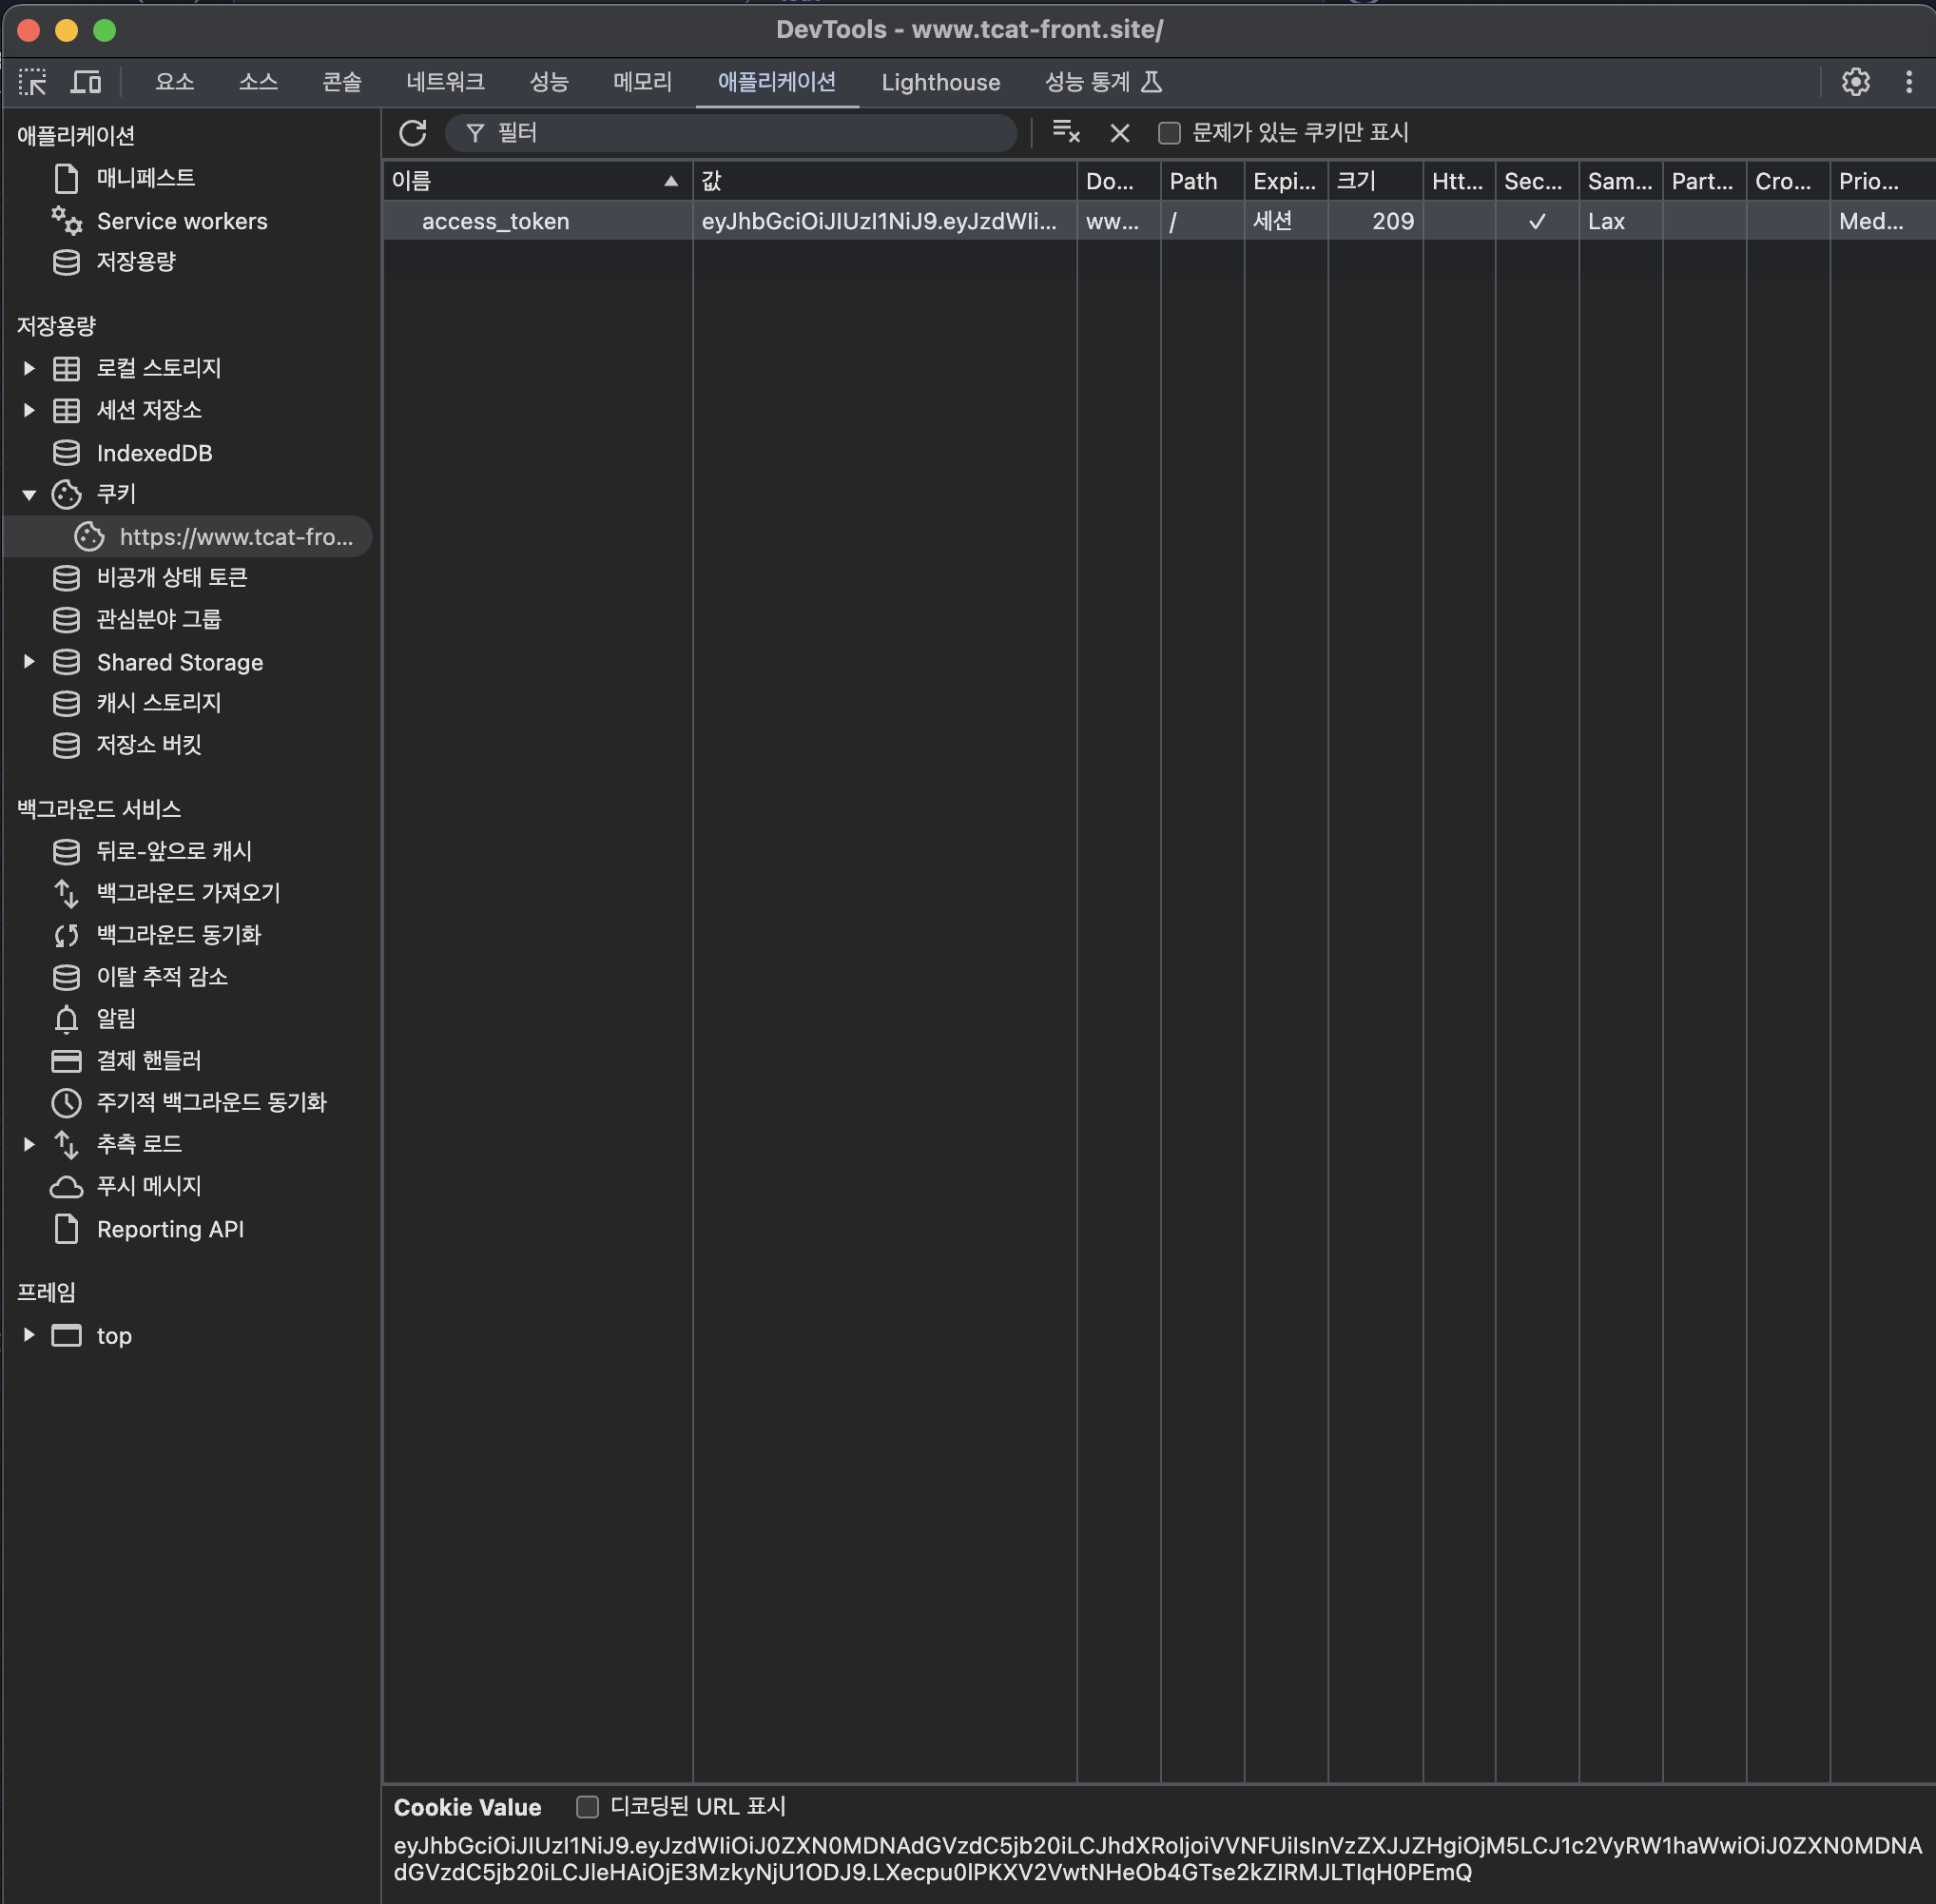 DevTools - www.tcat-front.site/
요소 소스 콘솔 네트워크 성능 메모리 애플리케이션 Lighthouse 성능 통계
애플리케이션
매니페스트
Service workers
저장용량
저장용량
로컬 스토리지
세션 저장소
IndexedDB
쿠키
https://www.tcat-fro...
비공개 상태 토큰
관심분야 그룹
Shared Storage
캐시 스토리지
저장소 버킷
백그라운드 서비스
뒤로-앞으로 캐시
백그라운드 가져오기
백그라운드 동기화
이탈 추적 감소
알림
결제 핸들러
주기적 백그라운드 동기화
추측 로드
푸시 메시지
Reporting API
프레임
top
필터 문제가 있는 쿠키만 표시
이름 값 Do... Path Expi... 크기 Htt... Sec... Sam... Part... Cro... Prio...
access_token eyJhbGciOiJIUzI1NiJ9.eyJzdWIi... ww... / 세션 209 ✓ Lax Med...
Cookie Value 디코딩된 URL 표시
eyJhbGciOiJIUzI1NiJ9.eyJzdWIiOiJ0ZXN0MDNAdGVzdC5jb20iLCJhdXRoIjoiVVNFUiIsInVzZXJJZHgiOjM5LCJ1c2VyRW1haWwiOiJ0ZXN0MDNA
dGVzdC5jb20iLCJleHAiOjE3MzkyNjU1ODJ9.LXecpu0lPKXV2VwtNHeOb4GTse2kZIRMJLTIqH0PEmQ